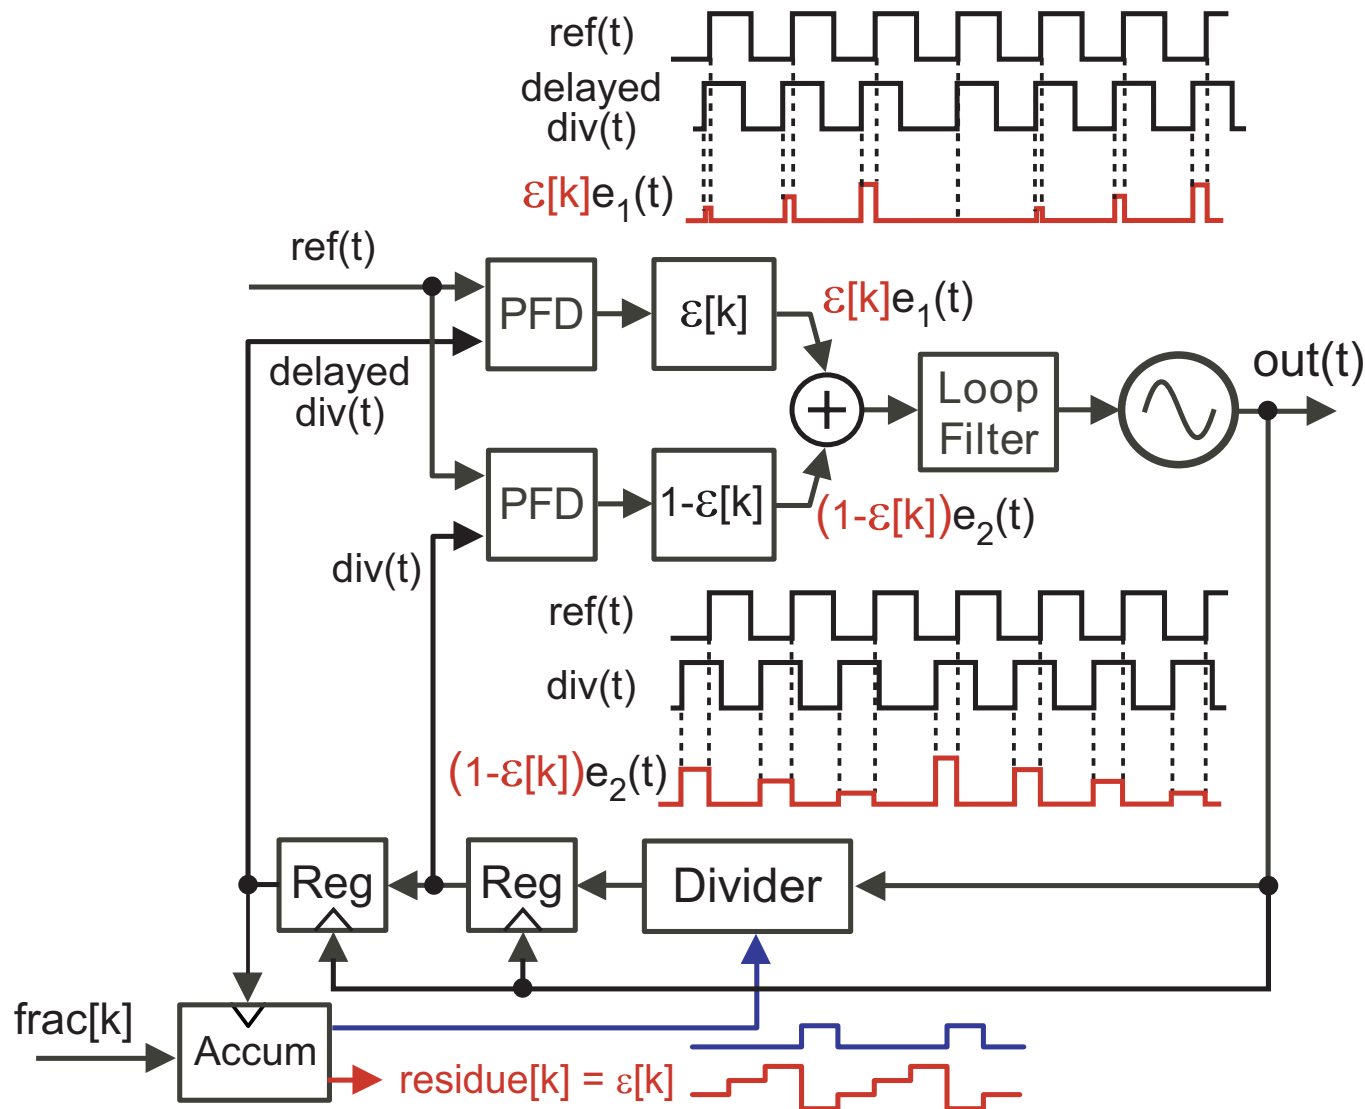 ref(t)
delayed
div(t)
ε[k]e1(t)
ref(t)
PFD
ε[k]
ε[k]e1(t)
delayed
div(t)
Loop
Filter
out(t)
PFD
1-ε[k]
(1-ε[k])e2(t)
div(t)
ref(t)
div(t)
(1-ε[k])e2(t)
Reg
Reg
Divider
frac[k]
Accum
residue[k] = ε[k]